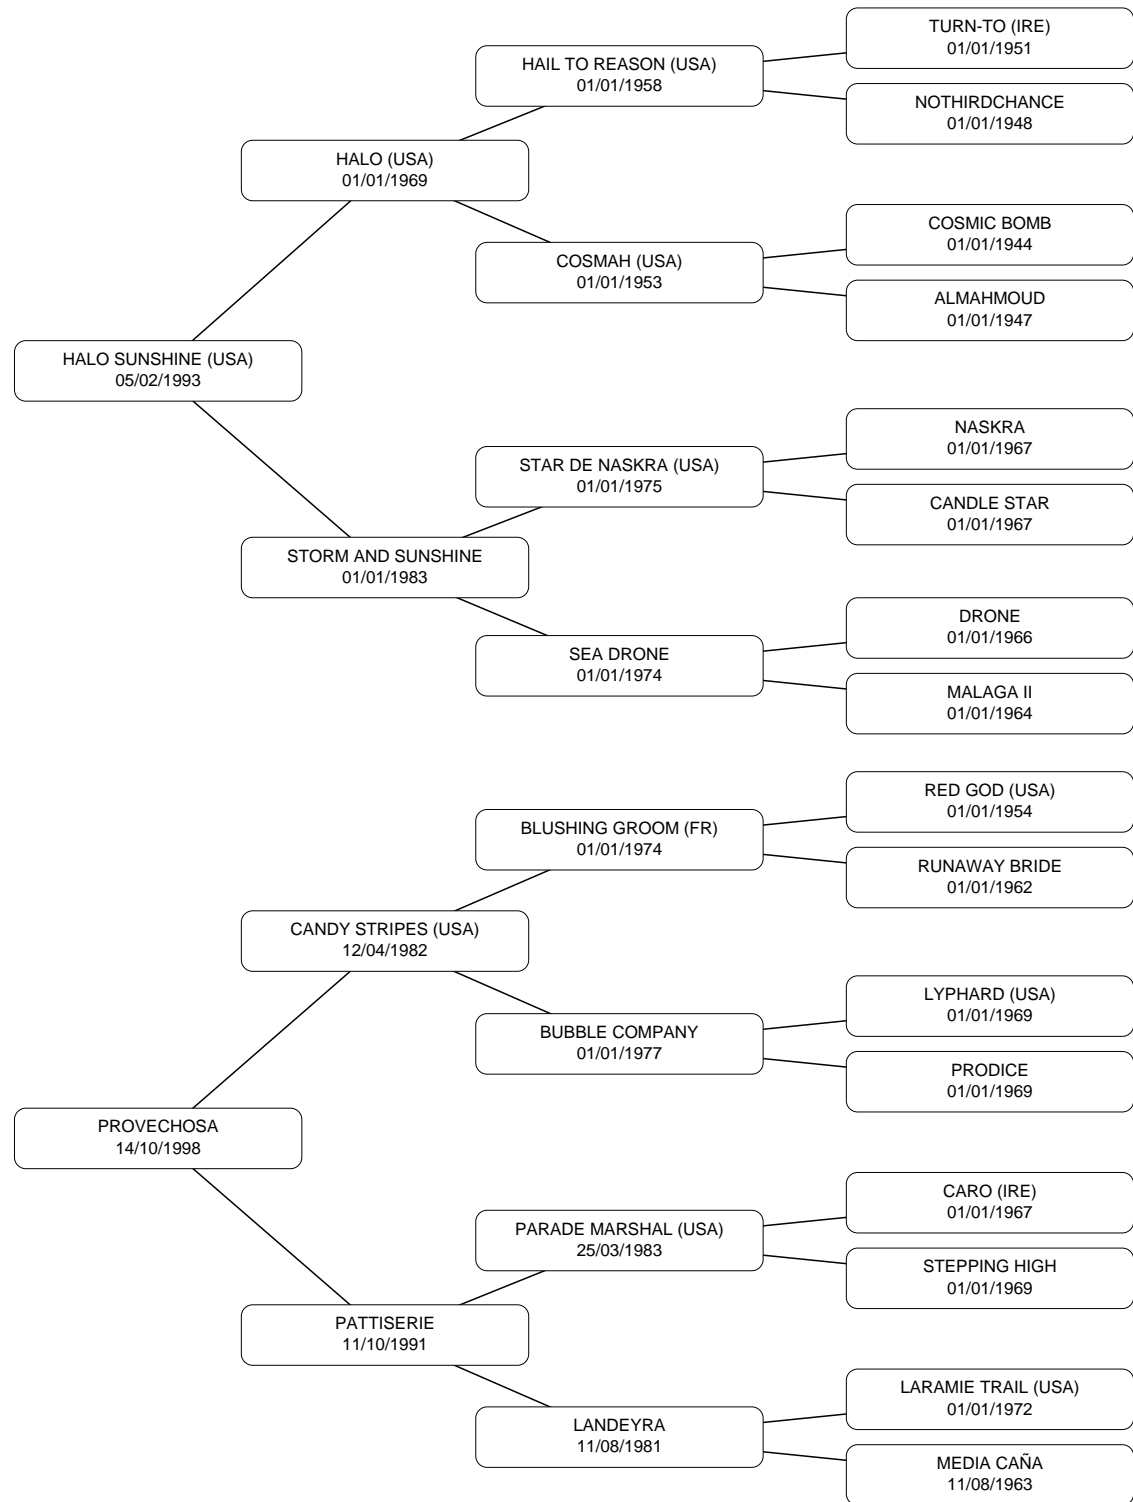 TURN-TO (IRE)
01/01/1951
HAIL TO REASON (USA)
01/01/1958
NOTHIRDCHANCE
01/01/1948
HALO (USA)
01/01/1969
COSMIC BOMB
01/01/1944
COSMAH (USA)
01/01/1953
ALMAHMOUD
01/01/1947
HALO SUNSHINE (USA)
05/02/1993
NASKRA
01/01/1967
STAR DE NASKRA (USA)
01/01/1975
CANDLE STAR
01/01/1967
STORM AND SUNSHINE
01/01/1983
DRONE
01/01/1966
SEA DRONE
01/01/1974
MALAGA II
01/01/1964
RED GOD (USA)
01/01/1954
BLUSHING GROOM (FR)
01/01/1974
RUNAWAY BRIDE
01/01/1962
CANDY STRIPES (USA)
12/04/1982
LYPHARD (USA)
01/01/1969
BUBBLE COMPANY
01/01/1977
PRODICE
01/01/1969
PROVECHOSA
14/10/1998
CARO (IRE)
01/01/1967
PARADE MARSHAL (USA)
25/03/1983
STEPPING HIGH
01/01/1969
PATTISERIE
11/10/1991
LARAMIE TRAIL (USA)
01/01/1972
LANDEYRA
11/08/1981
MEDIA CAÑA
11/08/1963